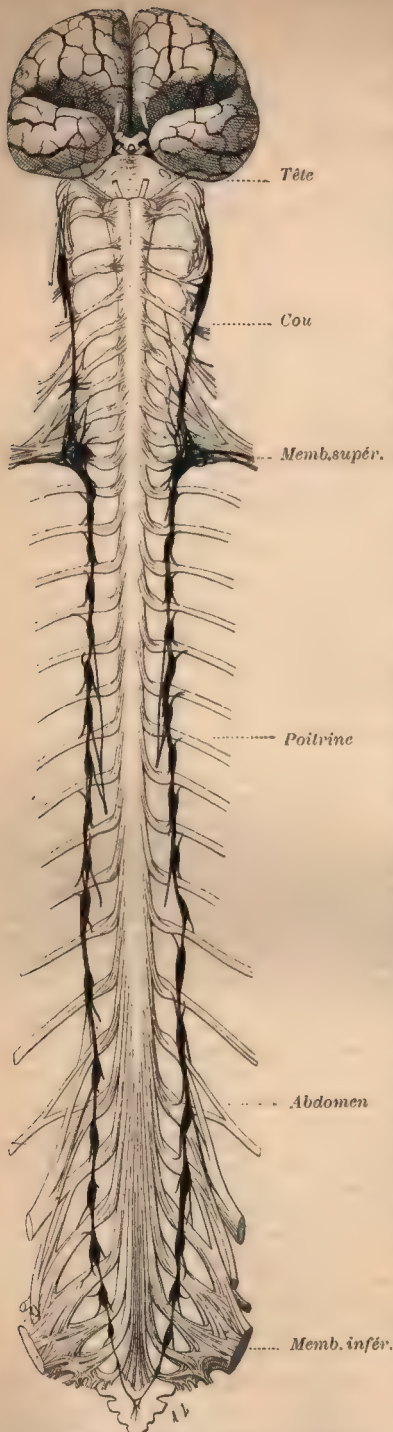 Tête
Cou
Memb. supér.
Poitrine
Abdomen
Memb. infér.